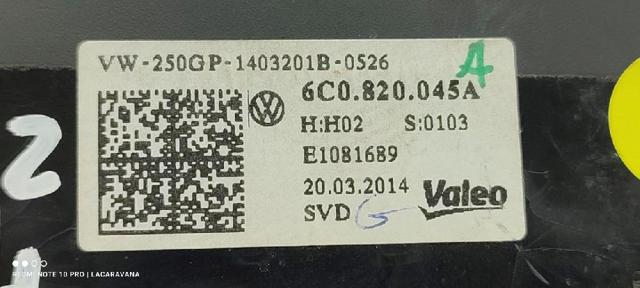 VW-250GP-1403201B-0526
A
6C0.820.045A
H:H02 S:0103
E1081689
20.03.2014
SVD
Valeo
2
REDMI NOTE 10 PRO | LACARAVANA